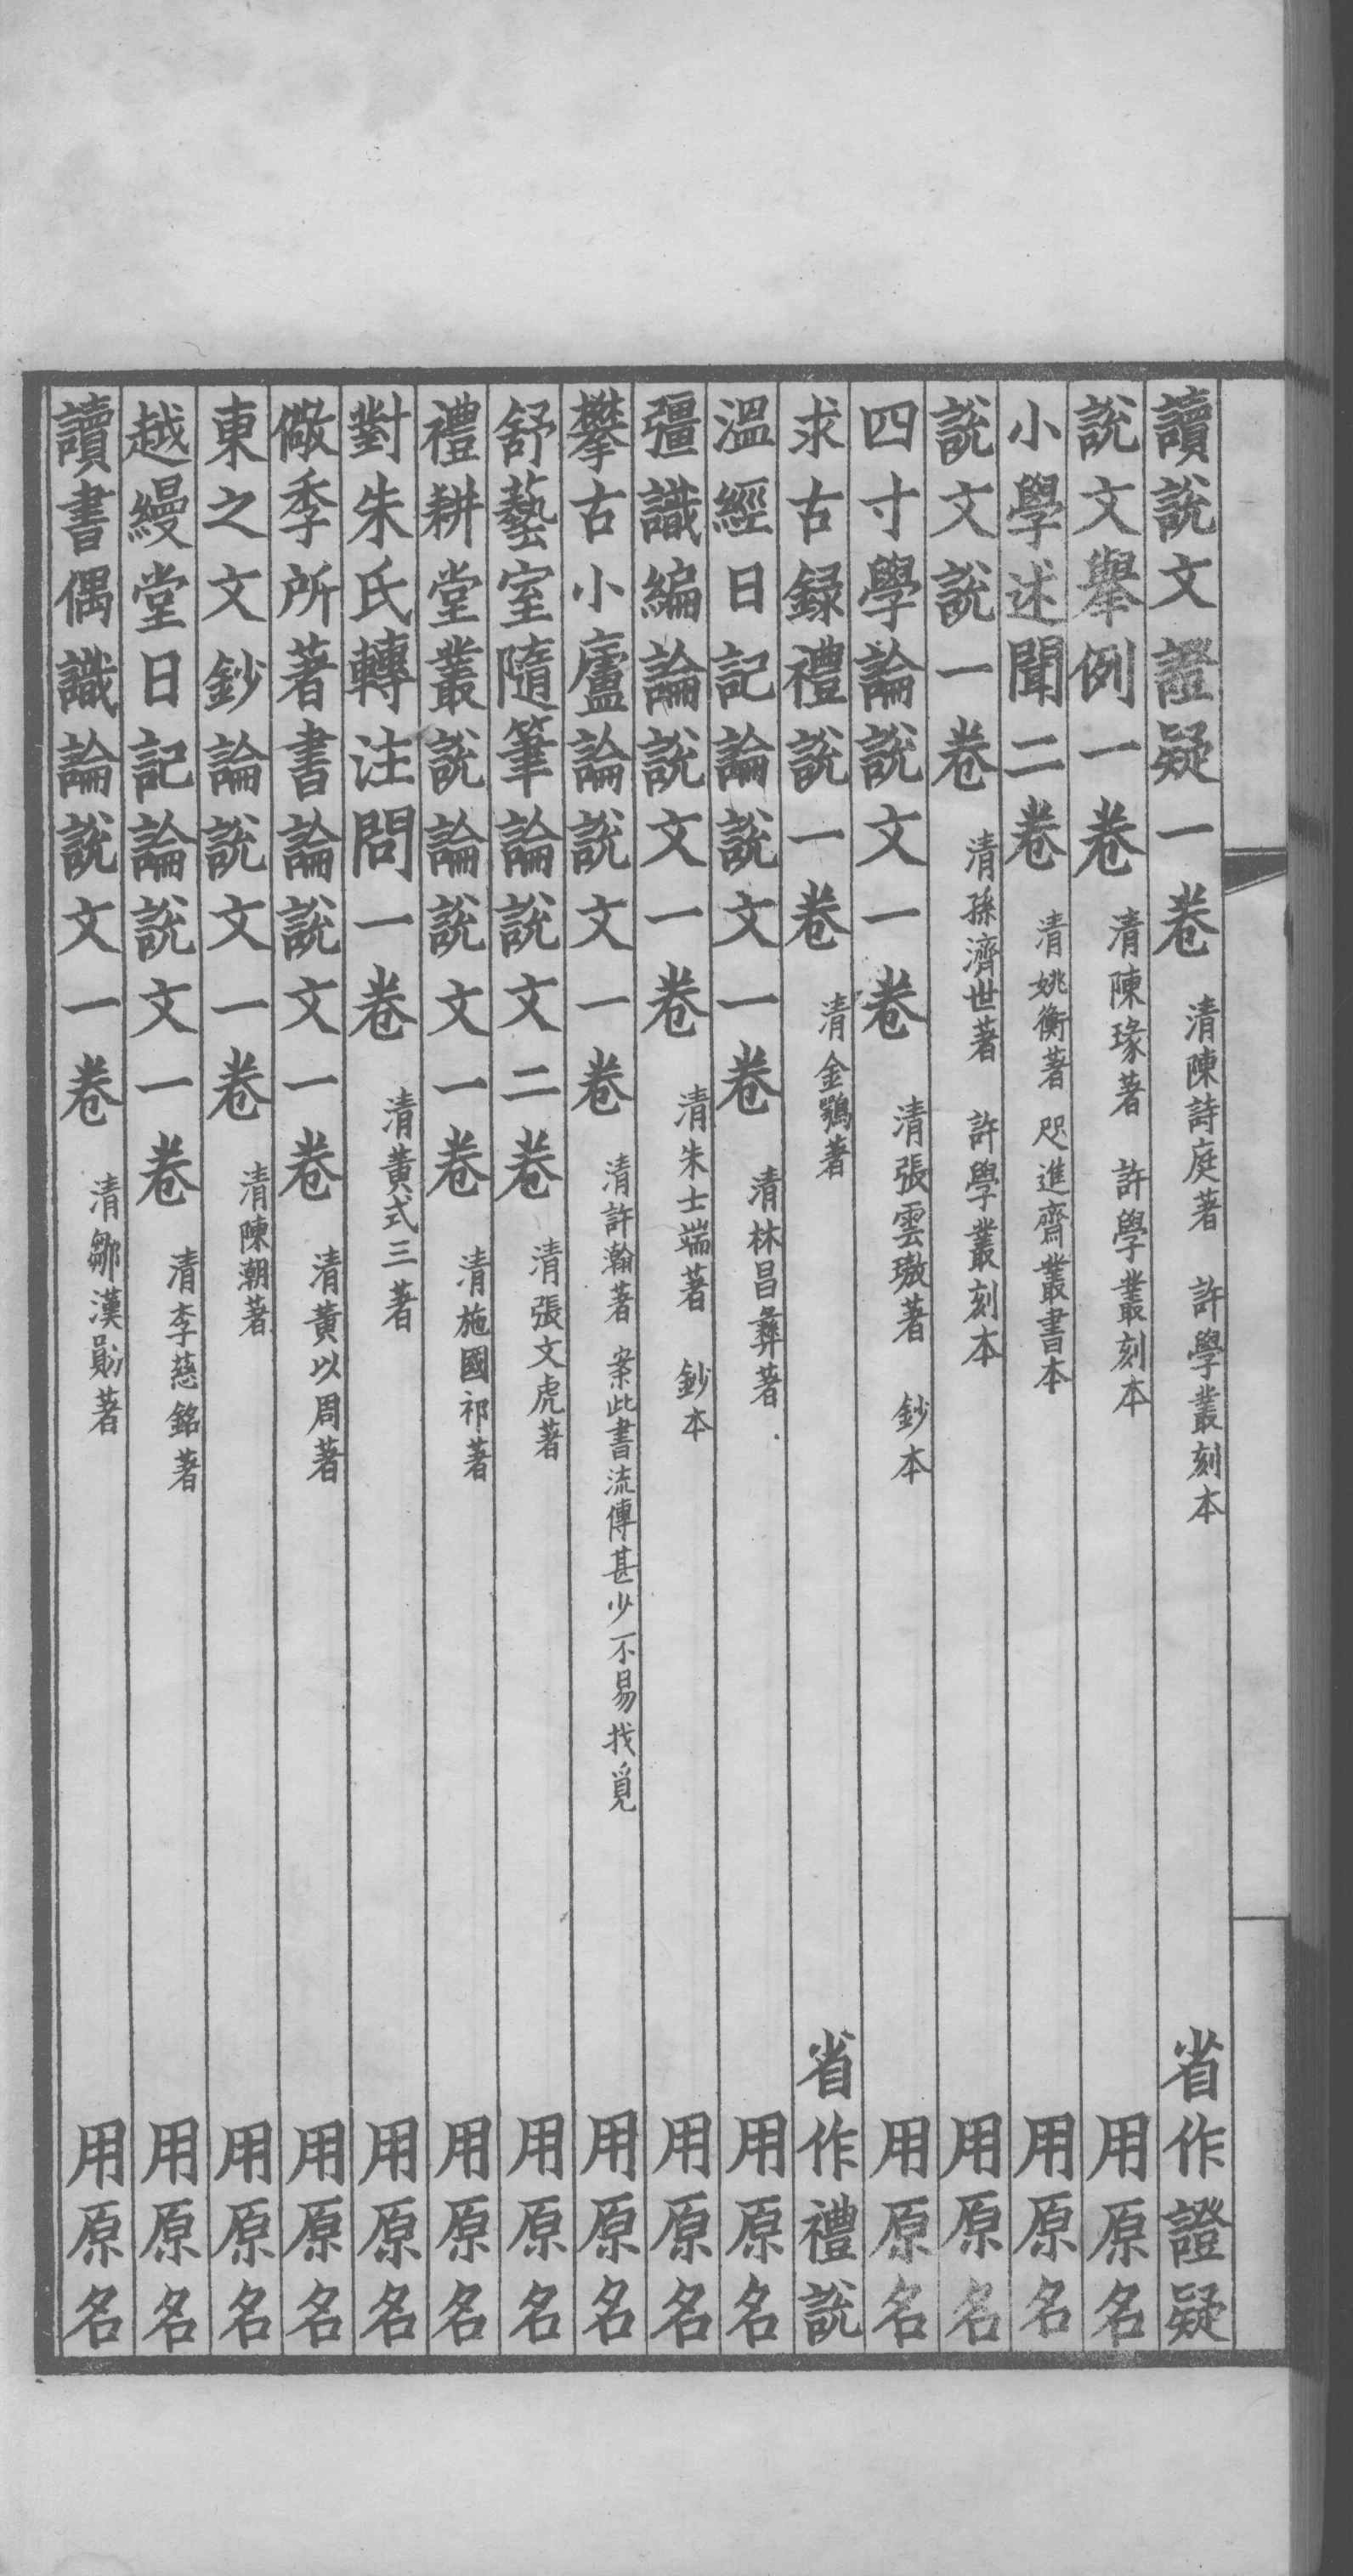 讀說文證疑一卷 清陳詩庭著 許學叢刻本 省作證疑
說文舉例一卷 清陳瑑著 許學叢刻本 用原名
小學述聞二卷 清姚衡著 咫進齋叢書本 用原名
說文說一卷 清孫濟世著 許學叢刻本 用原名
四寸學論說文一卷 清張雲璈著 鈔本 用原名
求古録禮說一卷 清金鶚著 省作禮說
溫經日記論說文一卷 清林昌彝著 用原名
彊識編論說文一卷 清朱士端著 鈔本 用原名
攀古小廬論說文一卷 清許瀚著 案此書流傳甚少不易找覓 用原名
舒藝室隨筆論說文二卷 清張文虎著 用原名
禮耕堂叢說論說文一卷 清施國祁著 用原名
對朱氏轉注問一卷 清黃式三著 用原名
儆季所著書論說文一卷 清黃以周著 用原名
東之文鈔論說文一卷 清陳潮著 用原名
越縵堂日記論說文一卷 清李慈銘著 用原名
讀書偶識論說文一卷 清鄒漢勛著 用原名